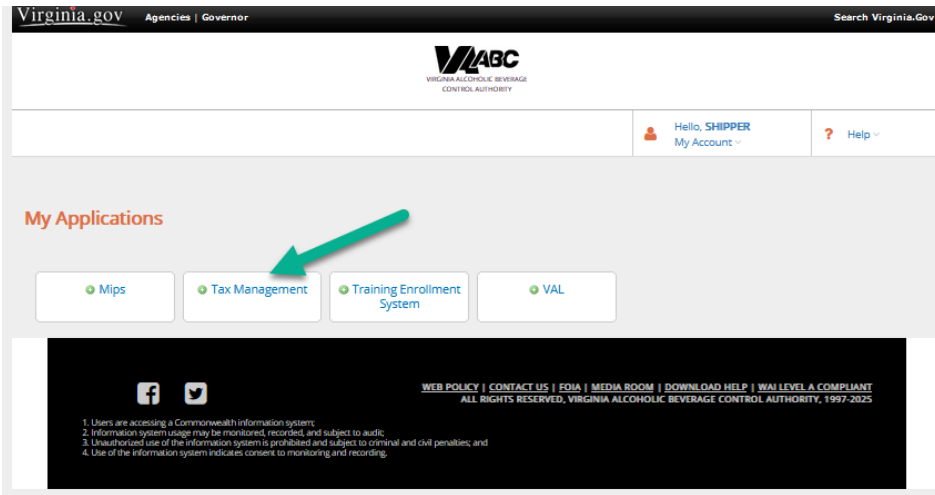 Virginia.gov Agencies | Governor Search Virginia.Gov
VA ABC
VIRGINIA ALCOHOLIC BEVERAGE
CONTROL AUTHORITY
Hello, SHIPPER
My Account
? Help
My Applications
Mips
Tax Management
Training Enrollment
System
VAL
WEB POLICY | CONTACT US | FOIA | MEDIA ROOM | DOWNLOAD HELP | WAI LEVEL A COMPLIANT
ALL RIGHTS RESERVED, VIRGINIA ALCOHOLIC BEVERAGE CONTROL AUTHORITY, 1997-2025
1. Users are accessing a Commonwealth information system;
2. Information system usage may be monitored, recorded, and subject to audit;
3. Unauthorized use of the information system is prohibited and subject to criminal and civil penalties; and
4. Use of the information system indicates consent to monitoring and recording.